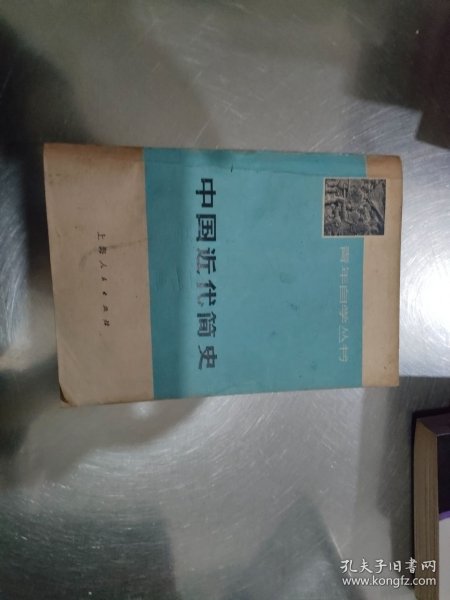 青年自学丛书
中国近代简史
上海人民出版社
孔夫子旧书网
www.kongfz.com